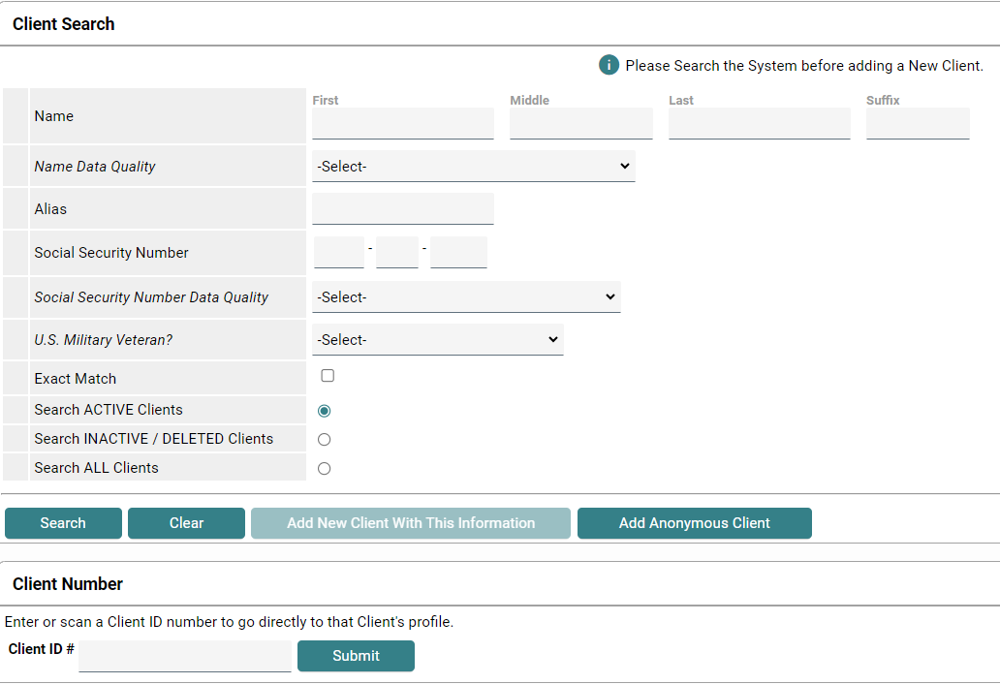 Client Search
Please Search the System before adding a New Client.
First Middle Last Suffix
Name
Name Data Quality -Select-
Alias
Social Security Number - -
Social Security Number Data Quality -Select-
U.S. Military Veteran? -Select-
Exact Match
Search ACTIVE Clients
Search INACTIVE / DELETED Clients
Search ALL Clients
Search Clear Add New Client With This Information Add Anonymous Client
Client Number
Enter or scan a Client ID number to go directly to that Client's profile.
Client ID # Submit